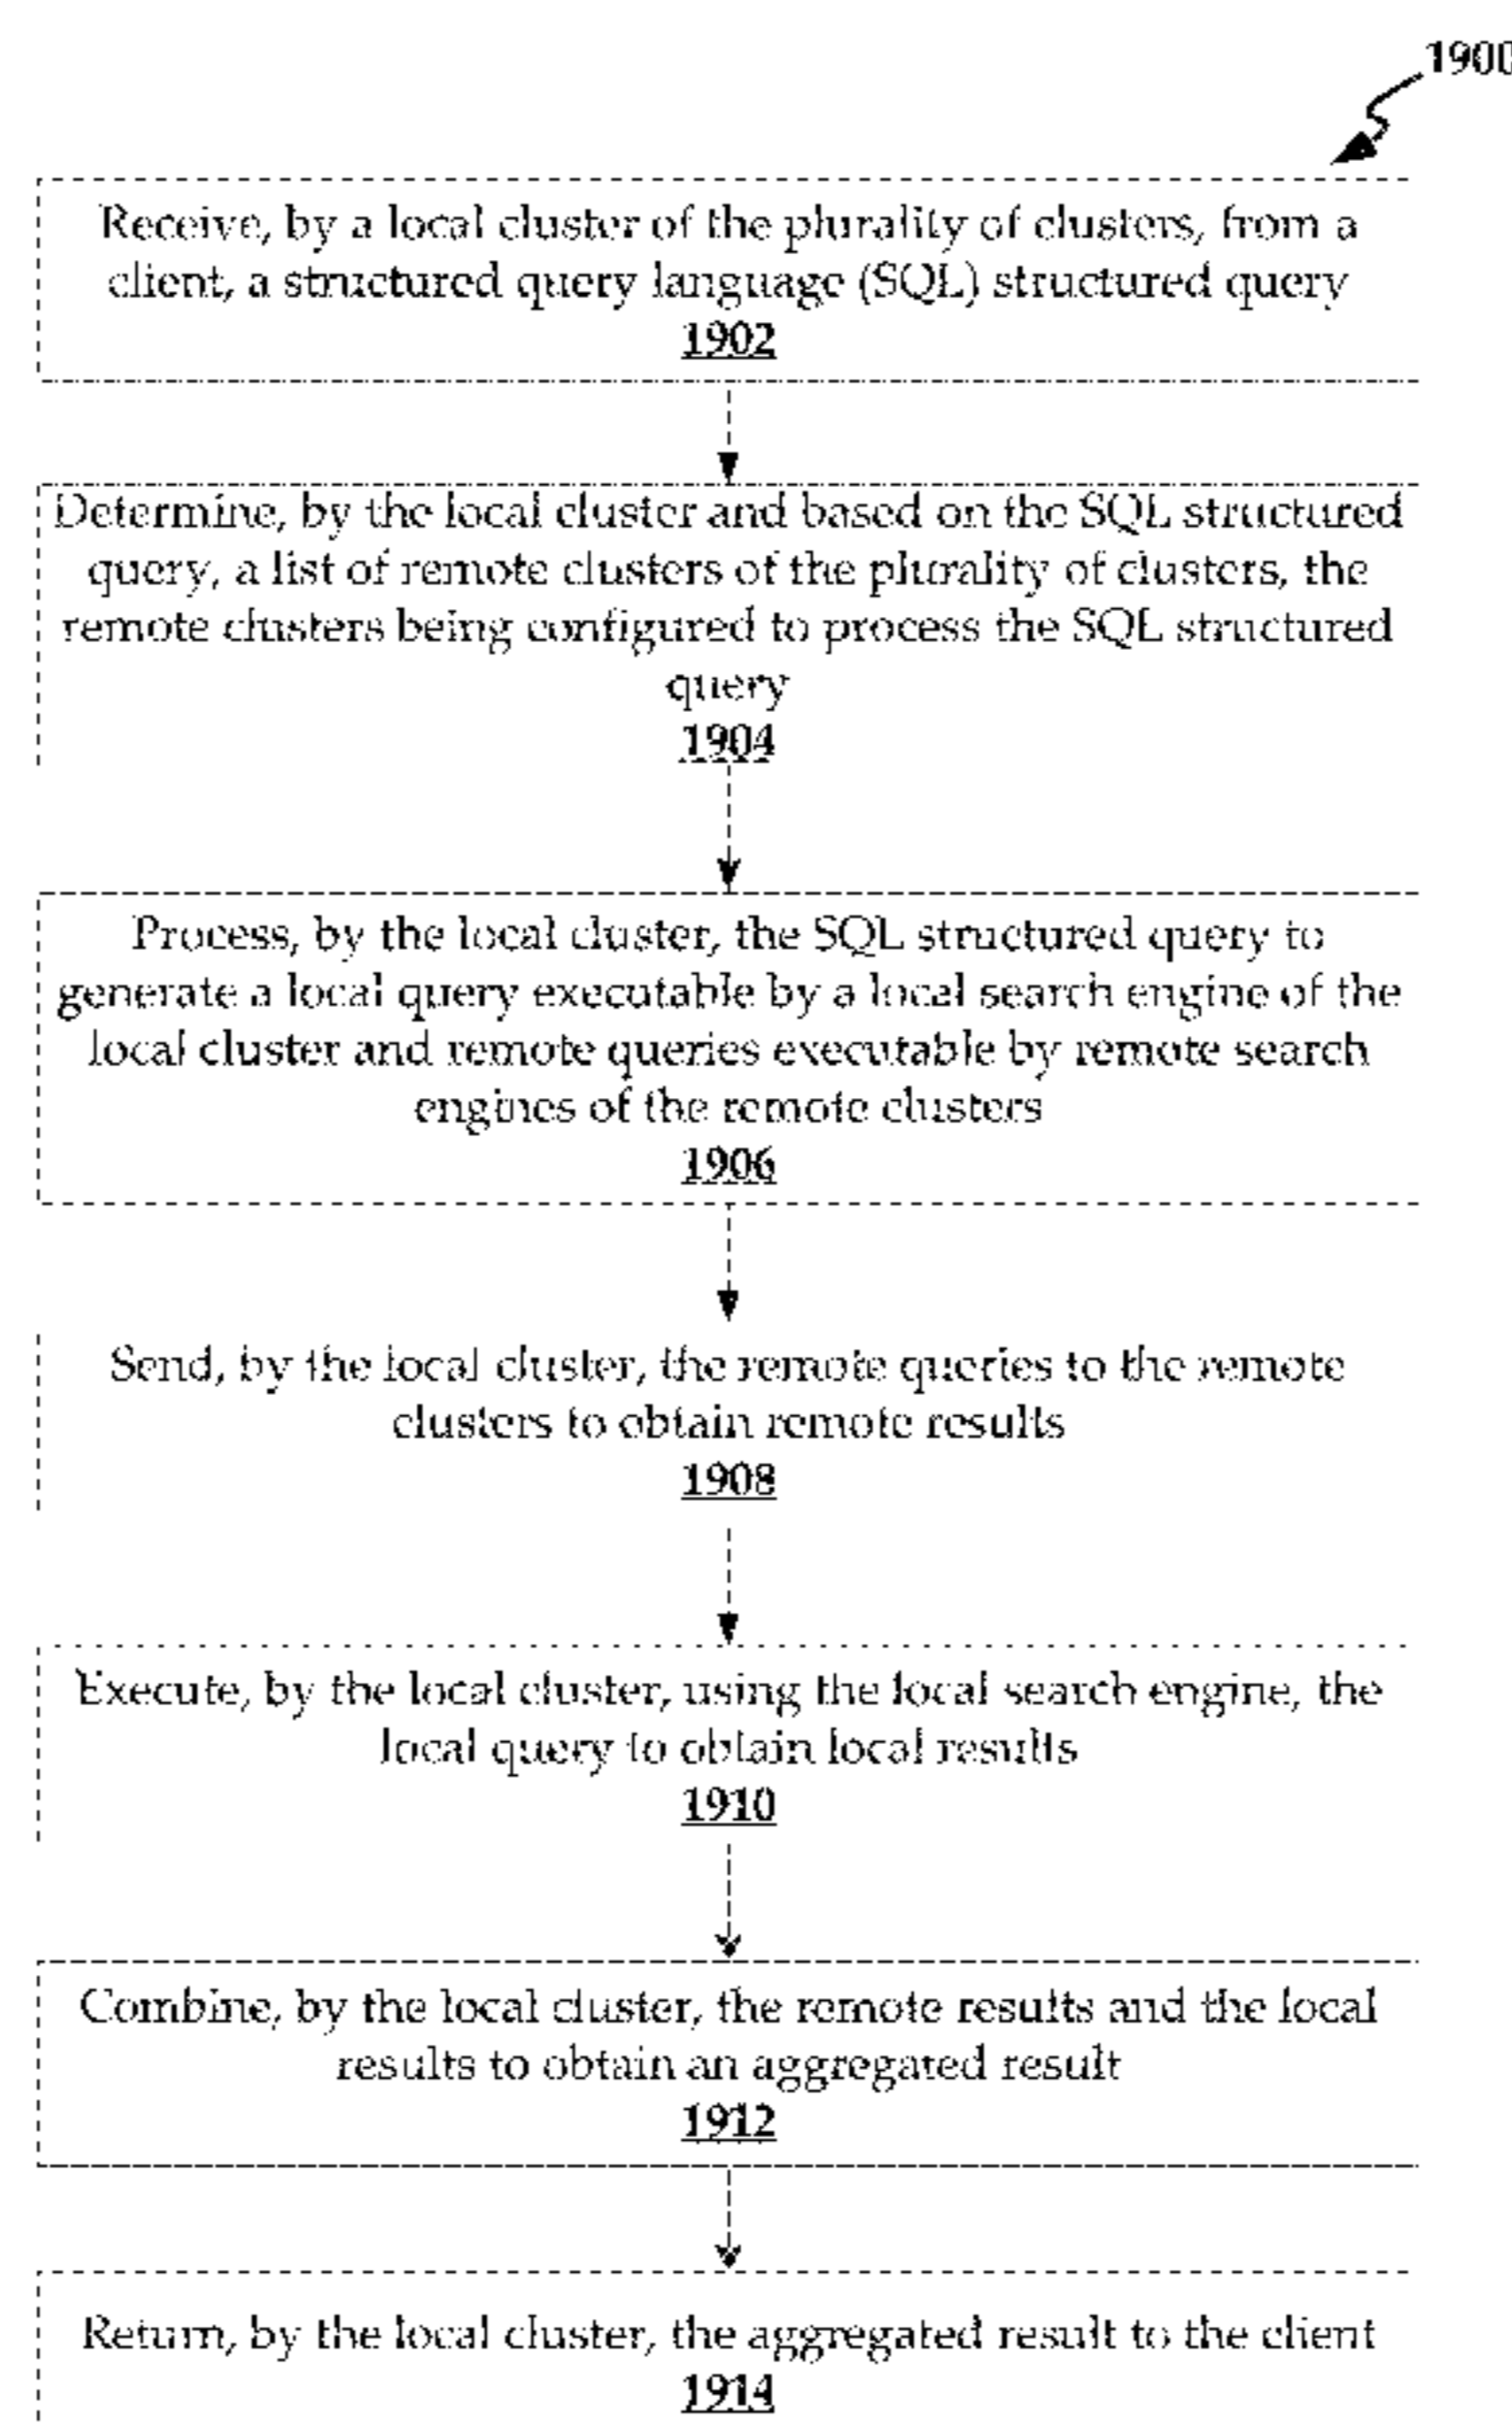 1900
Receive, by a local cluster of the plurality of clusters, from a
client, a structured query language (SQL) structured query
1902
Determine, by the local cluster and based on the SQL structured
query, a list of remote clusters of the plurality of clusters, the
remote clusters being configured to process the SQL structured
query
1904
Process, by the local cluster, the SQL structured query to
generate a local query executable by a local search engine of the
local cluster and remote queries executable by remote search
engines of the remote clusters
1906
Send, by the local cluster, the remote queries to the remote
clusters to obtain remote results
1908
Execute, by the local cluster, using the local search engine, the
local query to obtain local results
1910
Combine, by the local cluster, the remote results and the local
results to obtain an aggregated result
1912
Return, by the local cluster, the aggregated result to the client
1914